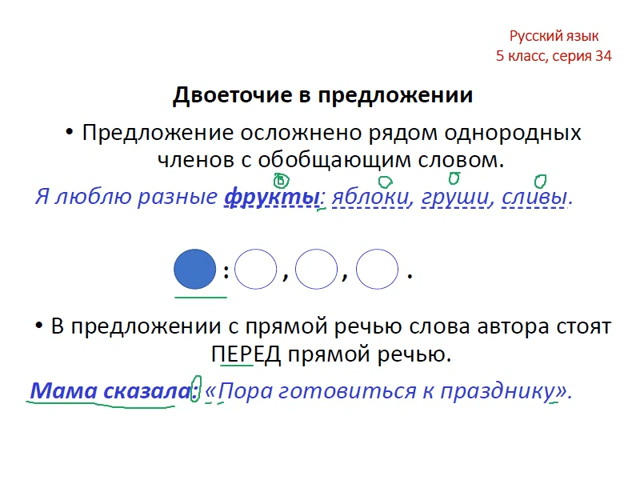 Русский язык
5 класс, серия 34
Двоеточие в предложении
• Предложение осложнено рядом однородных
членов с обобщающим словом.
Я люблю разные фрукты: яблоки, груши, сливы.
: , , .
• В предложении с прямой речью слова автора стоят
ПЕРЕД прямой речью.
Мама сказала: «Пора готовиться к празднику».